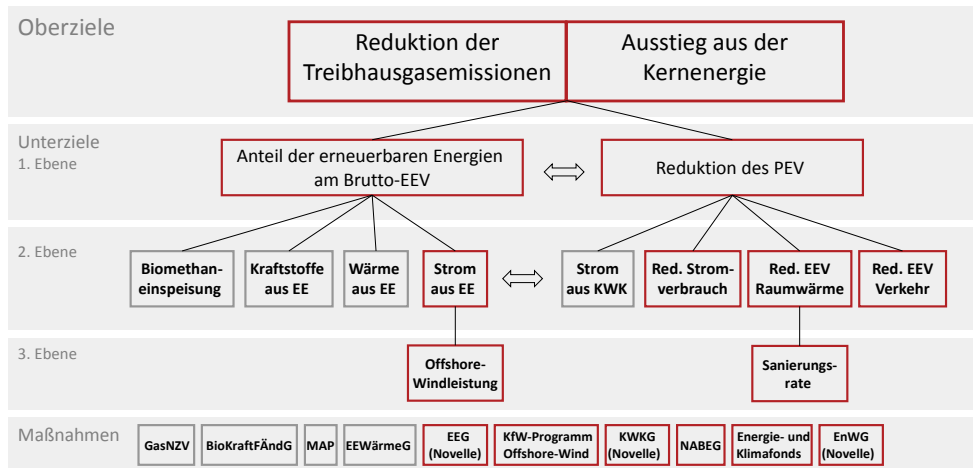 Oberziele
Reduktion der
Treibhausgasemissionen
Ausstieg aus der
Kernenergie
Unterziele
1. Ebene
Anteil der erneuerbaren Energien
am Brutto-EEV
Reduktion des PEV
2. Ebene
Biomethan-
einspeisung
Kraftstoffe
aus EE
Wärme
aus EE
Strom
aus EE
Strom
aus KWK
Red. Strom-
verbrauch
Red. EEV
Raumwärme
Red. EEV
Verkehr
3. Ebene
Offshore-
Windleistung
Sanierungs-
rate
Maßnahmen
GasNZV
BioKraftFÄndG
MAP
EEWärmeG
EEG
(Novelle)
KfW-Programm
Offshore-Wind
KWKG
(Novelle)
NABEG
Energie- und
Klimafonds
EnWG
(Novelle)